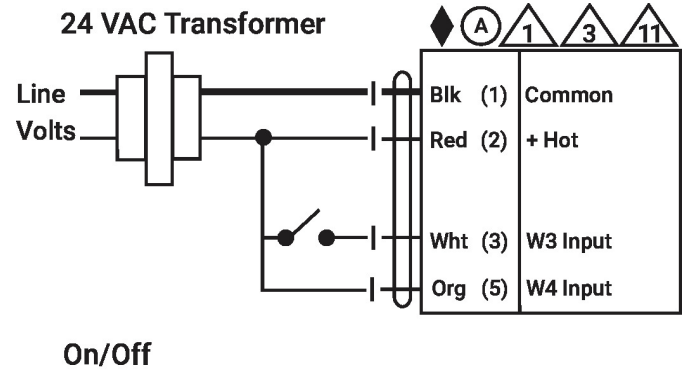 24 VAC Transformer
A 1 3 11
Line
Volts
Blk (1) Common
Red (2) + Hot
Wht (3) W3 Input
Org (5) W4 Input
On/Off